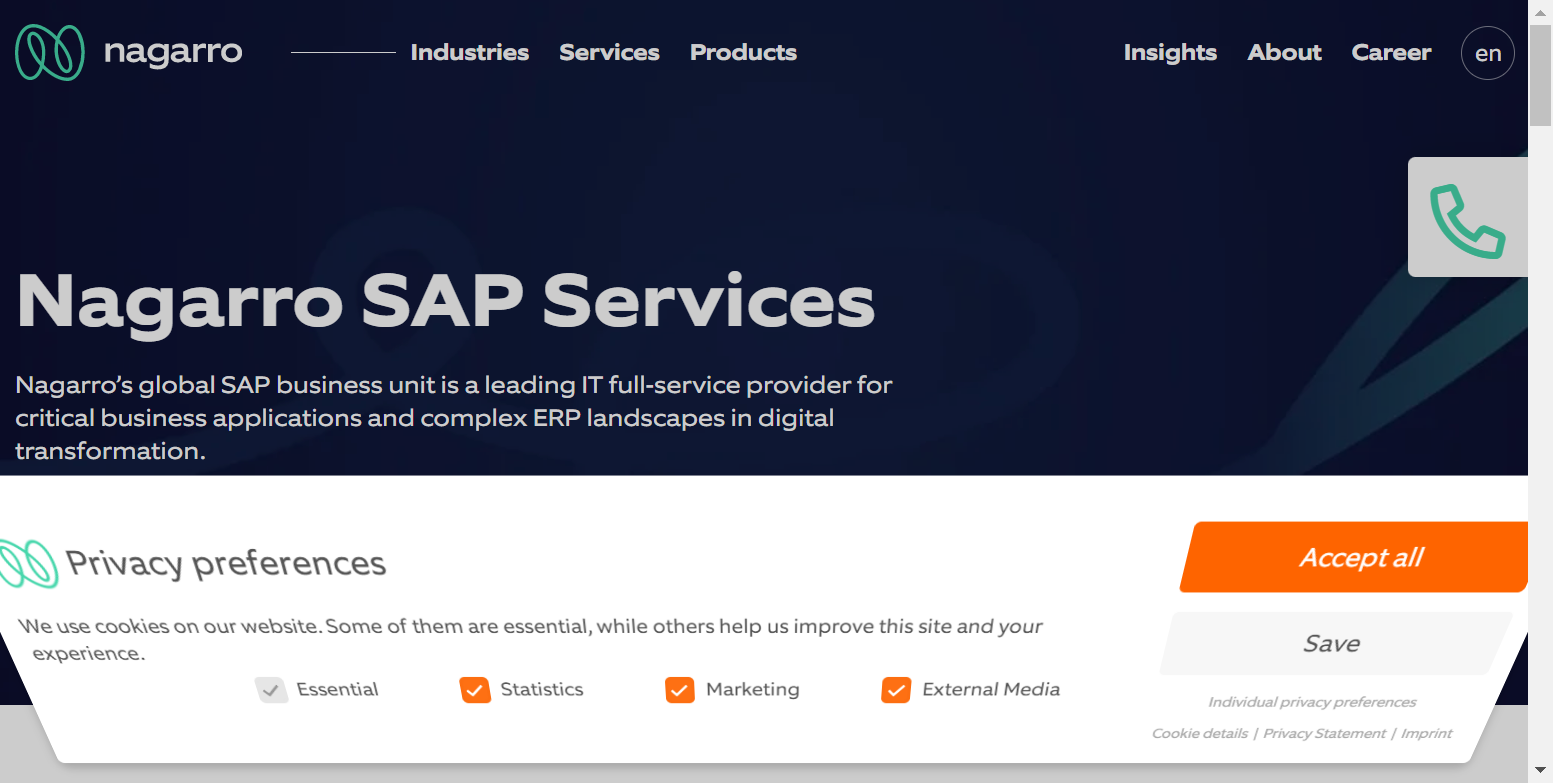 nagarro
Industries Services Products Insights About Career en
Nagarro SAP Services
Nagarro’s global SAP business unit is a leading IT full-service provider for
critical business applications and complex ERP landscapes in digital
transformation.
Privacy preferences
We use cookies on our website. Some of them are essential, while others help us improve this site and your
experience.
Essential Statistics Marketing External Media
Accept all
Save
Individual privacy preferences
Cookie details | Privacy Statement | Imprint